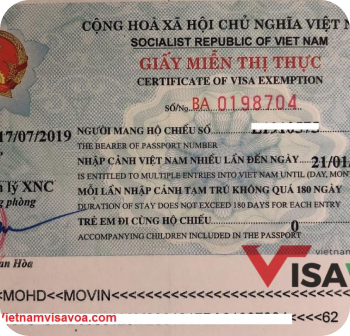 CỘNG HOÀ XÃ HỘI CHỦ NGHĨA VIỆT N
SOCIALIST REPUBLIC OF VIET NAM
GIẤY MIỄN THỊ THỰC
CERTIFICATE OF VISA EXEMPTION
SỐ/No. BA 0198704
17/07/2019
NGƯỜI MANG HỘ CHIẾU SỐ
THE BEARER OF PASSPORT NUMBER
NHẬP CẢNH VIỆT NAM NHIỀU LẦN ĐẾN NGÀY 21/01
IS ENTITLED TO MULTIPLE ENTRIES INTO VIET NAM UNTIL (DAY, MON
n lý XNC
MỖI LẦN NHẬP CẢNH TẠM TRÚ KHÔNG QUÁ 180 NGÀY
DURATION OF STAY DOES NOT EXCEED 180 DAYS FOR EACH ENTRY
g phòng
TRẺ EM ĐI CÙNG HỘ CHIẾU 0
ACCOMPANYING CHILDREN INCLUDED IN THE PASSPORT
an Hòa
vietnam
VISAV
<MOHD<<MOVIN<<<<<<<<<<<<<<<<<
/vietnamvisavoa.com
<<62